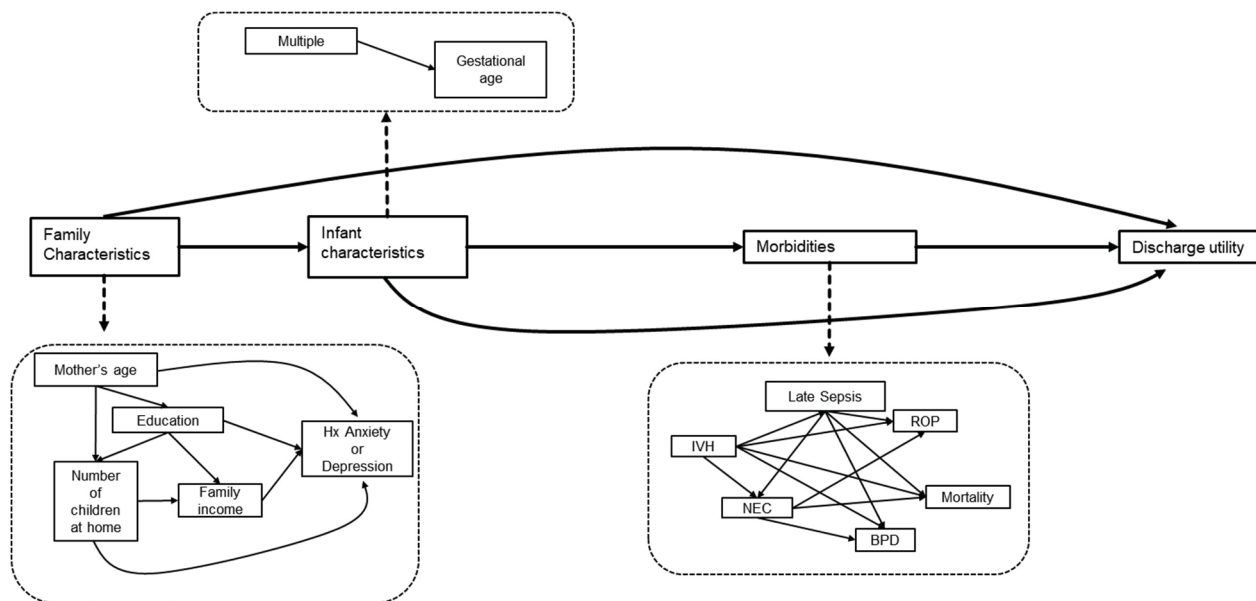 Multiple
Gestational
age
Family
Characteristics
Infant
characteristics
Morbidities
Discharge utility
Mother's age
Education
Hx Anxiety
or
Depression
Number
of
children
at home
Family
income
Late Sepsis
ROP
IVH
Mortality
NEC
BPD